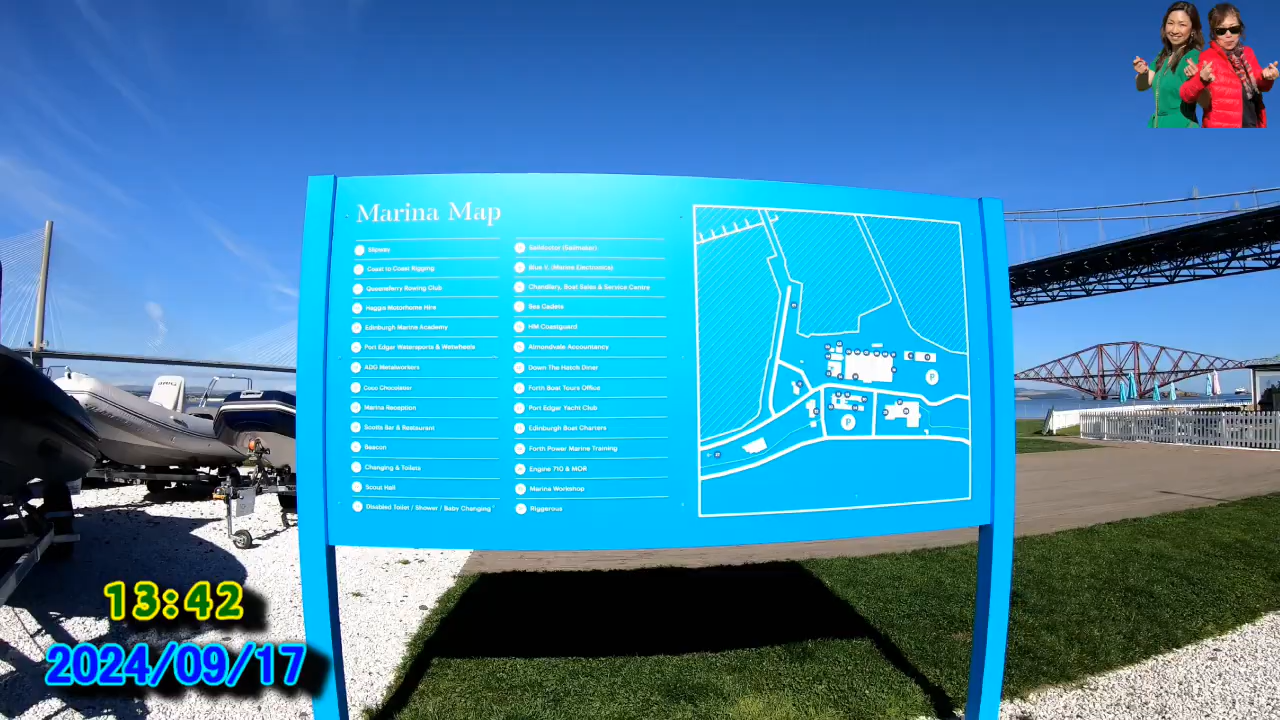 Marina Map
Slipway
Coast to Coast Rigging
Queensferry Rowing Club
Haggis Motorhome Hire
Edinburgh Marine Academy
Port Edgar Watersports & Wetwheels
ADG Metalworkers
Coco Chocolatier
Marina Reception
Scotts Bar & Restaurant
Beacon
Changing & Toilets
Scout Hall
Disabled Toilet / Shower / Baby Changing
Saildoctor (Sailmaker)
Blue V. (Marine Electronics)
Chandlery, Boat Sales & Service Centre
Sea Cadets
HM Coastguard
Almondvale Accountancy
Down The Hatch Diner
Forth Boat Tours Office
Port Edgar Yacht Club
Edinburgh Boat Charters
Forth Power Marine Training
Engine 710 & MOR
Marina Workshop
Riggerous
P
P
13:42
2024/09/17